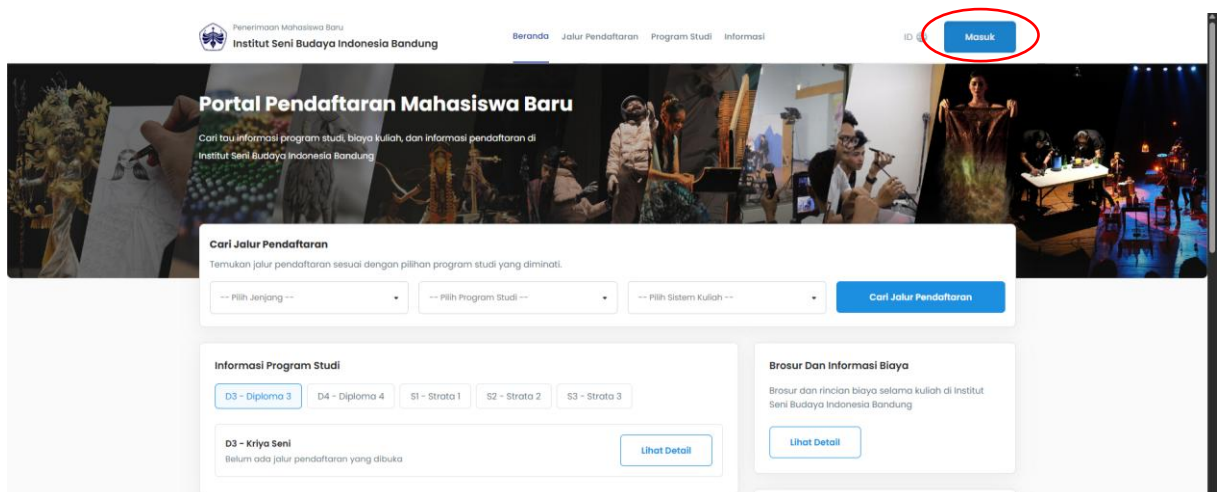 Penerimaan Mahasiswa Baru
Institut Seni Budaya Indonesia Bandung
Beranda Jalur Pendaftaran Program Studi Informasi
ID
Masuk
Portal Pendaftaran Mahasiswa Baru
Cari tau informasi program studi, biaya kuliah, dan informasi pendaftaran di
Institut Seni Budaya Indonesia Bandung
Cari Jalur Pendaftaran
Temukan jalur pendaftaran sesuai dengan pilihan program studi yang diminati.
-- Pilih Jenjang --
-- Pilih Program Studi --
-- Pilih Sistem Kuliah --
Cari Jalur Pendaftaran
Informasi Program Studi
D3 - Diploma 3
D4 - Diploma 4
S1 - Strata 1
S2 - Strata 2
S3 - Strata 3
D3 - Kriya Seni
Belum ada jalur pendaftaran yang dibuka
Lihat Detail
Brosur Dan Informasi Biaya
Brosur dan rincian biaya selama kuliah di Institut
Seni Budaya Indonesia Bandung
Lihat Detail